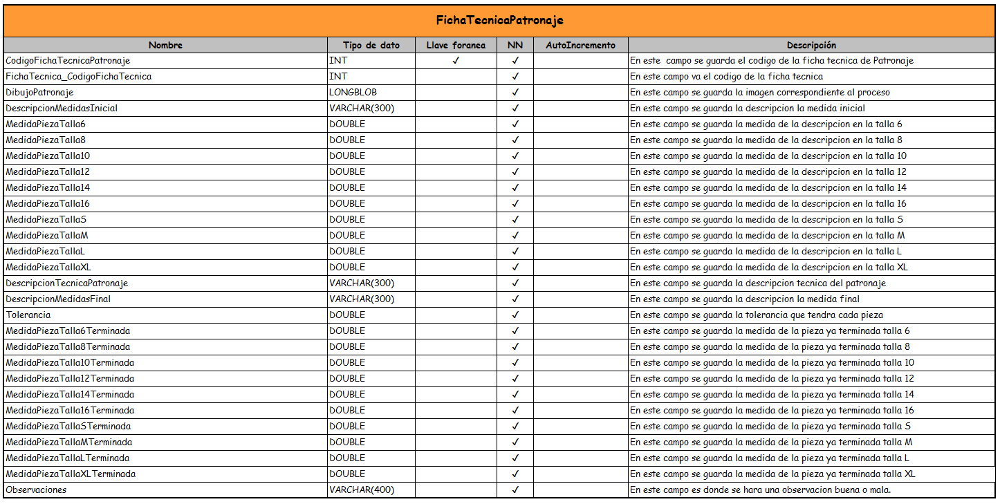 FichaTecnicaPatronaje
Nombre Tipo de dato Llave foranea NN AutoIncremento Descripción
CodigoFichaTecnicaPatronaje INT ✓ ✓ En este campo se guarda el codigo de la ficha tecnica de Patronaje
FichaTecnica_CodigoFichaTecnica INT ✓ En este campo va el codigo de la ficha tecnica
DibujoPatronaje LONGBLOB ✓ En este campo se guarda la imagen correspondiente al proceso
DescripcionMedidasInicial VARCHAR(300) ✓ En este campo se guarda la descripcion la medida inicial
MedidaPiezaTalla6 DOUBLE ✓ En este campo se guarda la medida de la descripcion en la talla 6
MedidaPiezaTalla8 DOUBLE ✓ En este campo se guarda la medida de la descripcion en la talla 8
MedidaPiezaTalla10 DOUBLE ✓ En este campo se guarda la medida de la descripcion en la talla 10
MedidaPiezaTalla12 DOUBLE ✓ En este campo se guarda la medida de la descripcion en la talla 12
MedidaPiezaTalla14 DOUBLE ✓ En este campo se guarda la medida de la descripcion en la talla 14
MedidaPiezaTalla16 DOUBLE ✓ En este campo se guarda la medida de la descripcion en la talla 16
MedidaPiezaTallaS DOUBLE ✓ En este campo se guarda la medida de la descripcion en la talla S
MedidaPiezaTallaM DOUBLE ✓ En este campo se guarda la medida de la descripcion en la talla M
MedidaPiezaTallaL DOUBLE ✓ En este campo se guarda la medida de la descripcion en la talla L
MedidaPiezaTallaXL DOUBLE ✓ En este campo se guarda la medida de la descripcion en la talla XL
DescripcionTecnicaPatronaje VARCHAR(300) ✓ En este campo se guarda la descripcion tecnica del patronaje
DescripcionMedidasFinal VARCHAR(300) ✓ En este campo se guarda la descripcion la medida final
Tolerancia DOUBLE ✓ En este campo se guarda la tolerancia que tendra cada pieza
MedidaPiezaTalla6Terminada DOUBLE ✓ En este campo se guarda la medida de la pieza ya terminada talla 6
MedidaPiezaTalla8Terminada DOUBLE ✓ En este campo se guarda la medida de la pieza ya terminada talla 8
MedidaPiezaTalla10Terminada DOUBLE ✓ En este campo se guarda la medida de la pieza ya terminada talla 10
MedidaPiezaTalla12Terminada DOUBLE ✓ En este campo se guarda la medida de la pieza ya terminada talla 12
MedidaPiezaTalla14Terminada DOUBLE ✓ En este campo se guarda la medida de la pieza ya terminada talla 14
MedidaPiezaTalla16Terminada DOUBLE ✓ En este campo se guarda la medida de la pieza ya terminada talla 16
MedidaPiezaTallaSTerminada DOUBLE ✓ En este campo se guarda la medida de la pieza ya terminada talla S
MedidaPiezaTallaMTerminada DOUBLE ✓ En este campo se guarda la medida de la pieza ya terminada talla M
MedidaPiezaTallaLTerminada DOUBLE ✓ En este campo se guarda la medida de la pieza ya terminada talla L
MedidaPiezaTallaXLTerminada DOUBLE ✓ En este campo se guarda la medida de la pieza ya terminada talla XL
Observaciones VARCHAR(400) ✓ En este campo es donde se hara una observacion buena o mala.